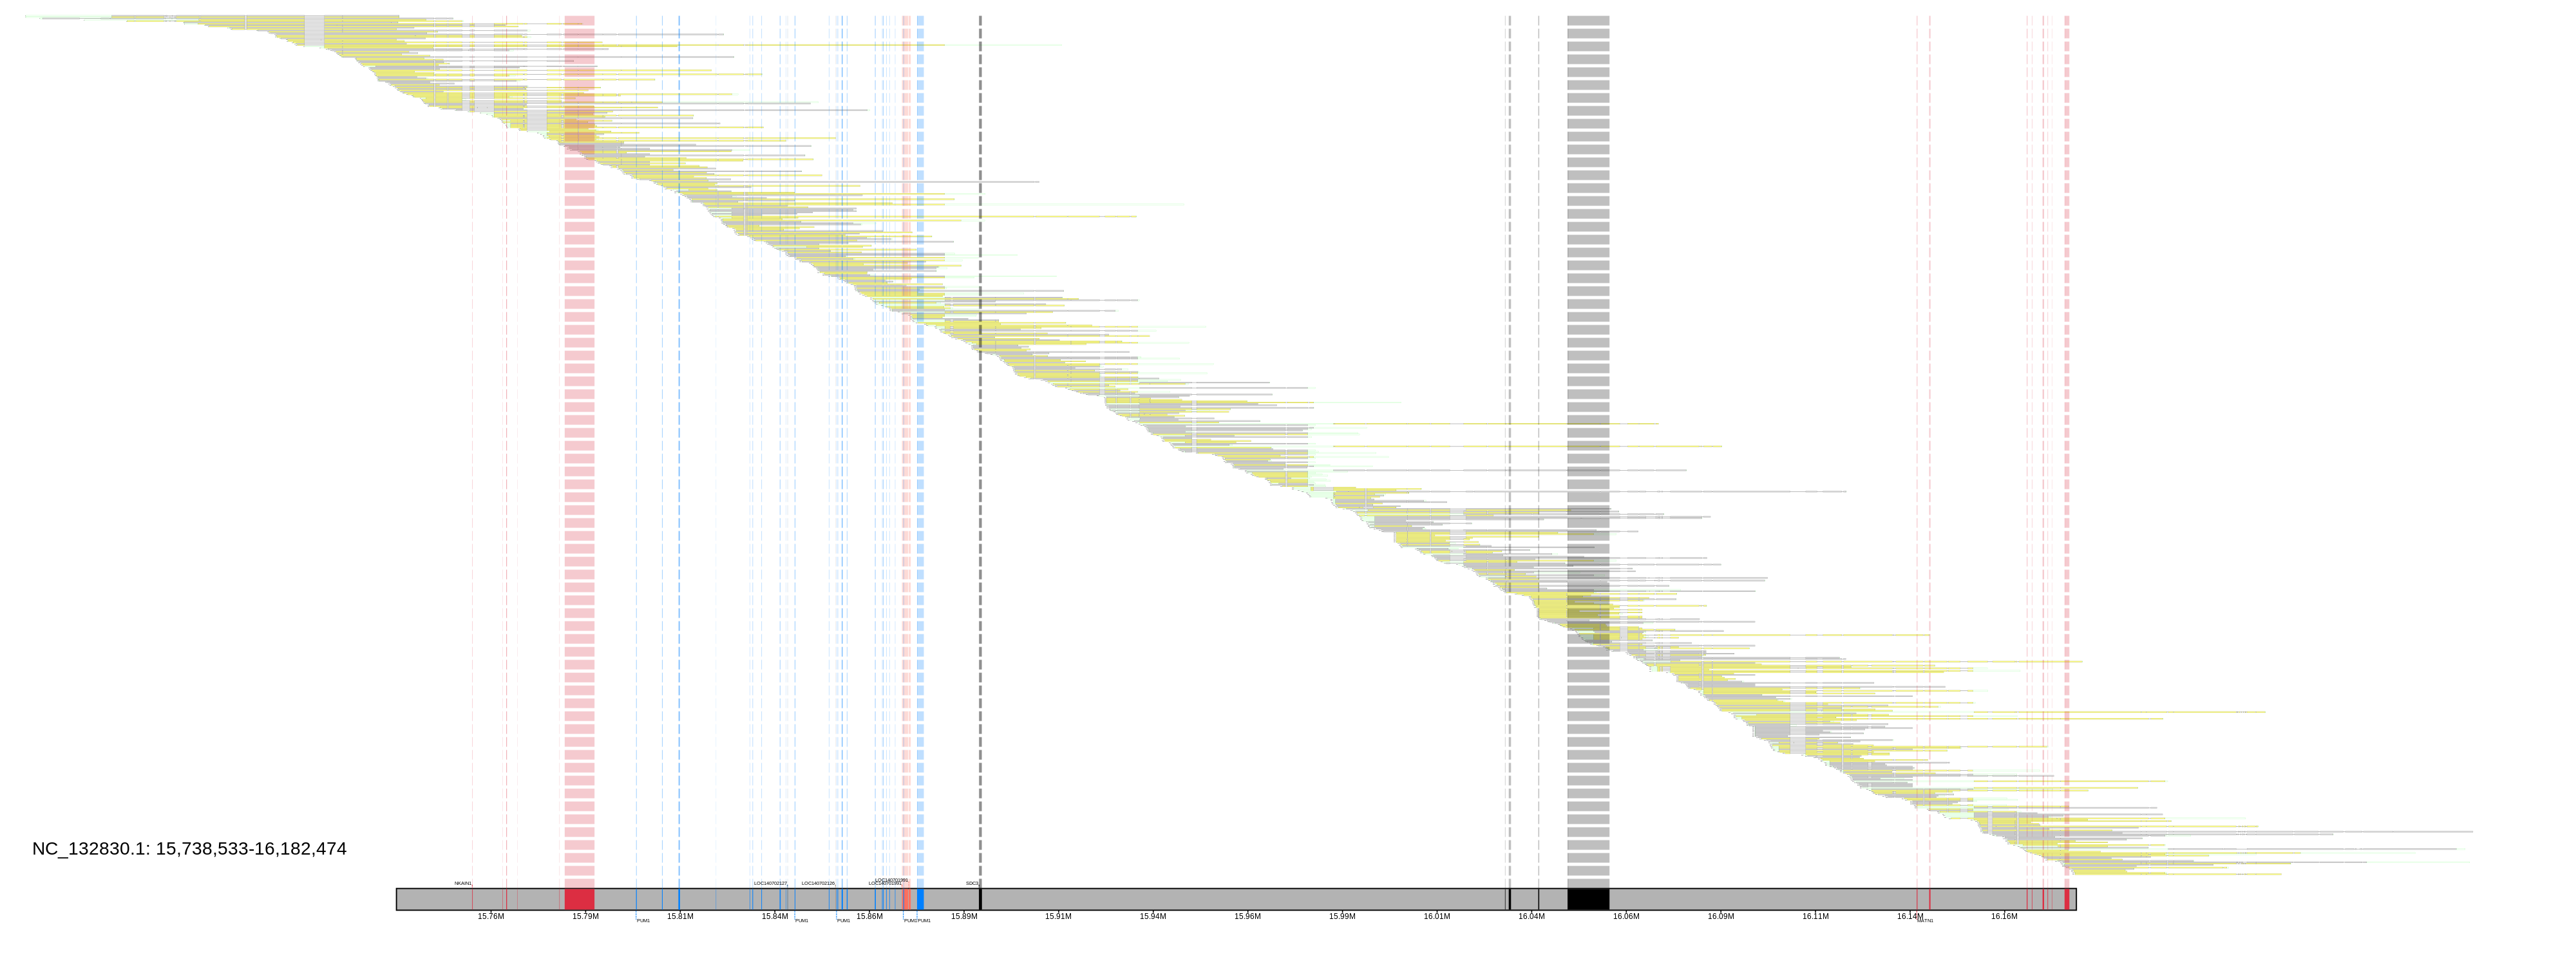 NC_132830.1: 15,738,533-16,182,474
NKAIN1 LOC140702127 LOC140702126 SDC3
15.76M 15.79M 15.81M 15.84M 15.86M 15.89M 15.91M 15.94M 15.96M 15.99M 16.01M 16.04M 16.06M 16.09M 16.11M 16.14M 16.16M
PUM1 PUM1 PUM1 PUM1 PUM1 MATN1